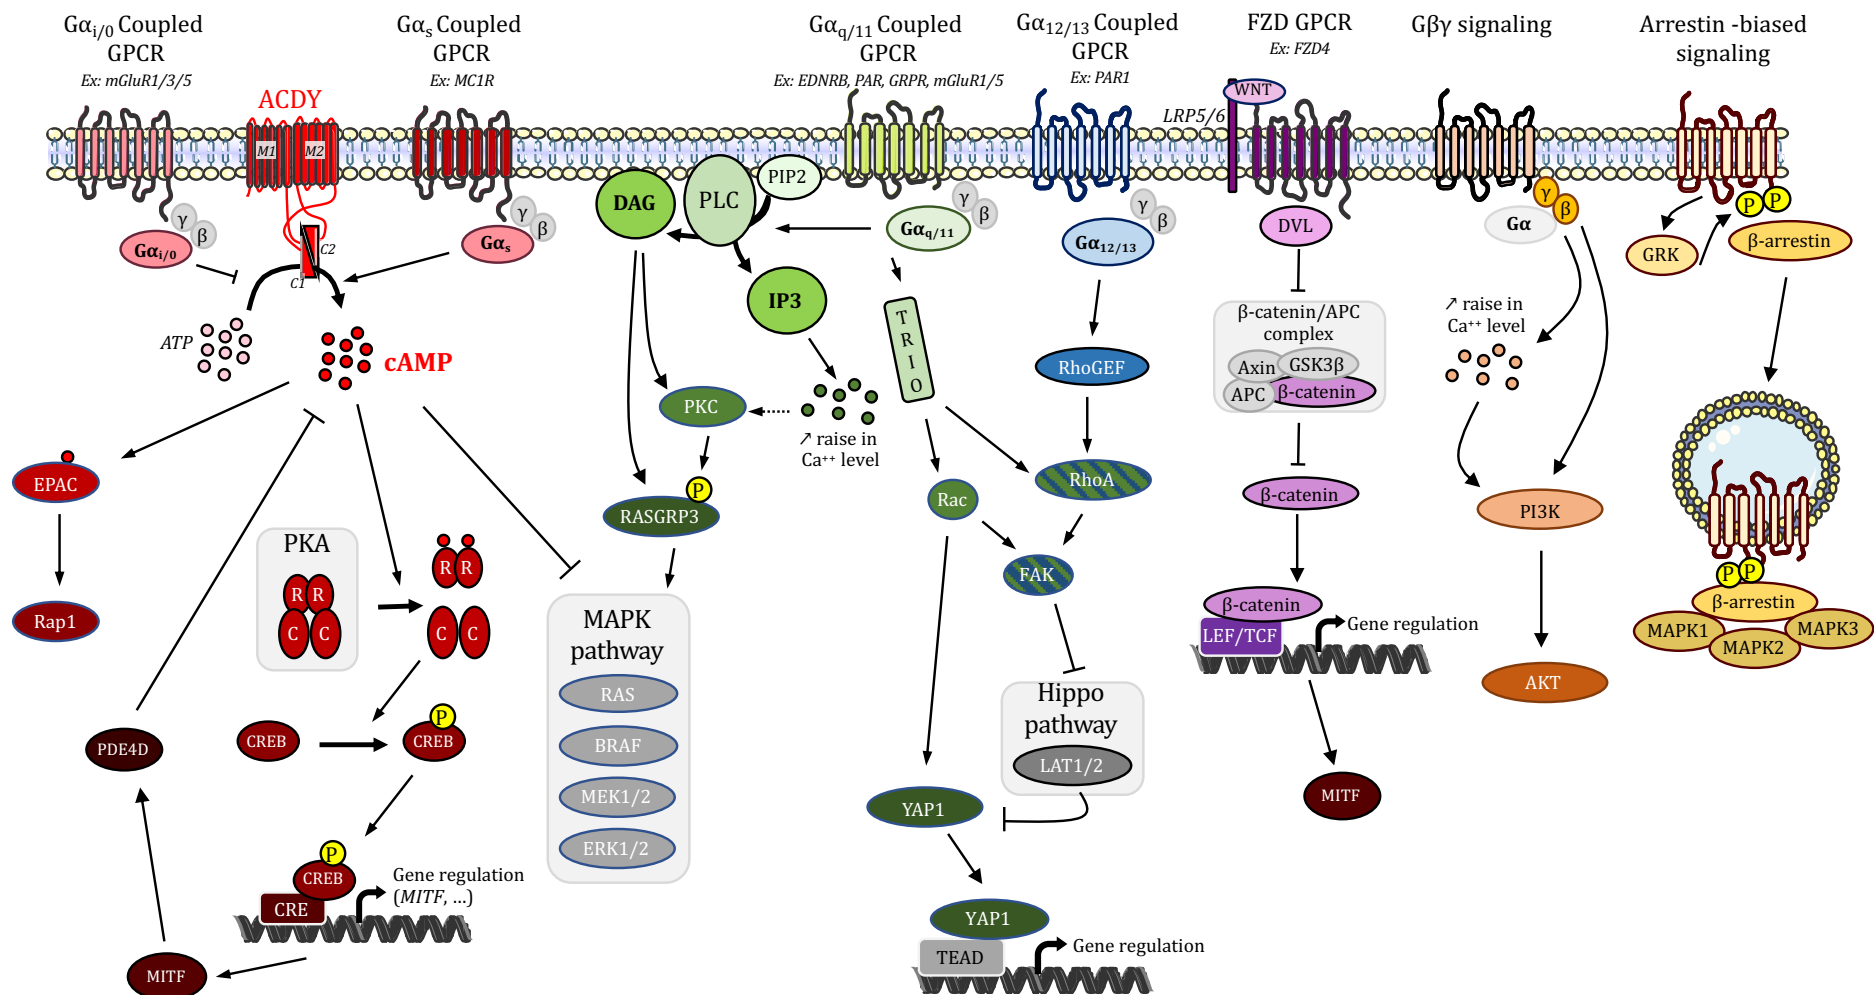 Gαi/0 Coupled
GPCR
Ex: mGluR1/3/5
ACDY
M1
M2
Gαs Coupled
GPCR
Ex: MC1R
Gαq/11 Coupled
GPCR
Ex: EDNRB, PAR, GRPR, mGluR1/5
Gα12/13 Coupled
GPCR
Ex: PAR1
FZD GPCR
Ex: FZD4
LRP5/6
WNT
Gβγ signaling
Arrestin -biased
signaling
γ
β
Gαi/0
C2
C1
γ
β
Gαs
ATP
cAMP
EPAC
Rap1
PKA
R R
C C
R R
C C
CREB
P
CREB
PDE4D
P
CREB
CRE
Gene regulation
(MITF, ...)
MITF
DAG
PLC
PIP2
IP3
PKC
↗ raise in
Ca⁺⁺ level
P
RASGRP3
MAPK
pathway
RAS
BRAF
MEK1/2
ERK1/2
γ
β
Gαq/11
T
R
I
O
Rac
RhoA
FAK
Hippo
pathway
LAT1/2
YAP1
YAP1
TEAD
Gene regulation
γ
β
Gα12/13
RhoGEF
DVL
β-catenin/APC
complex
Axin
GSK3β
APC
β-catenin
β-catenin
β-catenin
LEF/TCF
Gene regulation
MITF
γ
β
Gα
↗ raise in
Ca⁺⁺ level
PI3K
AKT
P P
GRK
β-arrestin
P P
β-arrestin
MAPK1
MAPK2
MAPK3